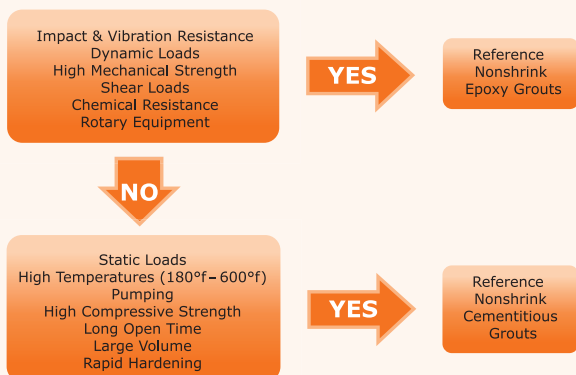 Impact & Vibration Resistance
Dynamic Loads
High Mechanical Strength
Shear Loads
Chemical Resistance
Rotary Equipment
YES
Reference
Nonshrink
Epoxy Grouts
NO
Static Loads
High Temperatures (180°f–600°f)
Pumping
High Compressive Strength
Long Open Time
Large Volume
Rapid Hardening
YES
Reference
Nonshrink
Cementitious
Grouts